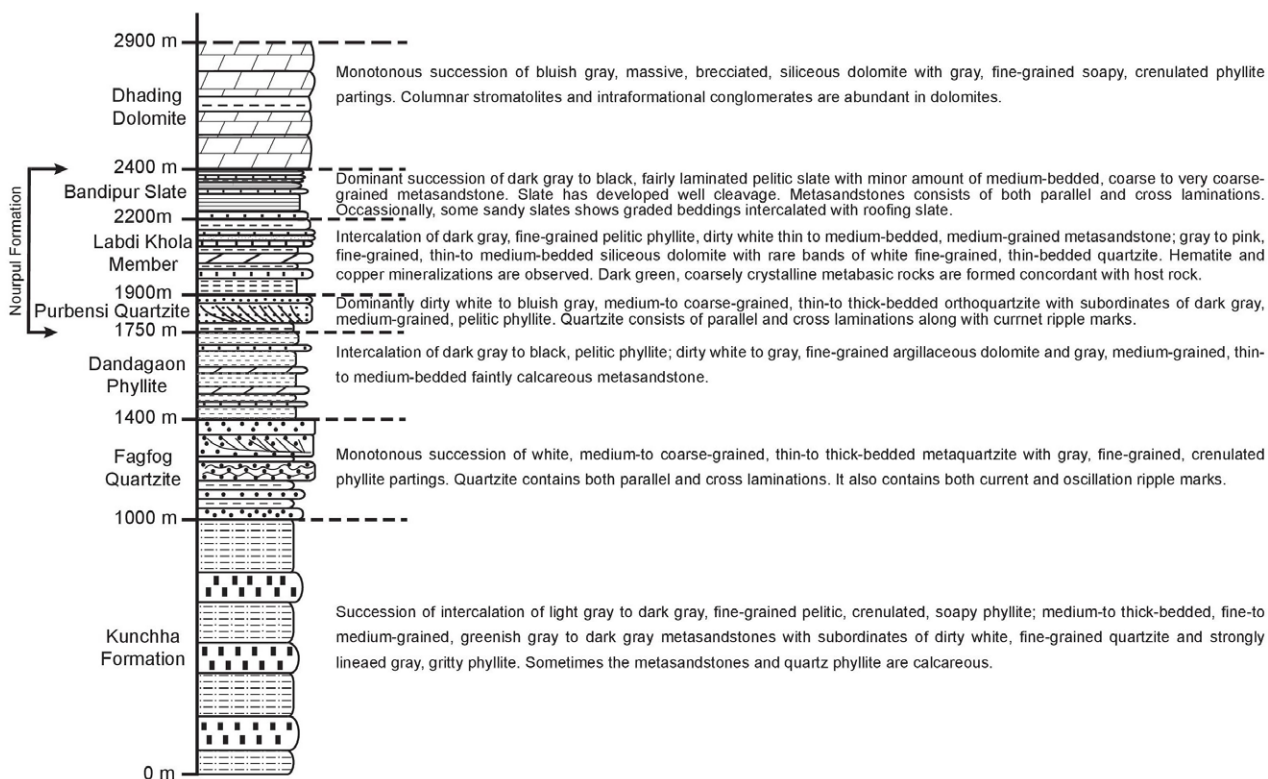 2900 m
Monotonous succession of bluish gray, massive, brecciated, siliceous dolomite with gray, fine-grained soapy, crenulated phyllite
partings. Columnar stromatolites and intraformational conglomerates are abundant in dolomites.
Dhading
Dolomite
2400 m
Nourpul Formation
Bandipur Slate
Dominant succession of dark gray to black, fairly laminated pelitic slate with minor amount of medium-bedded, coarse to very coarse-
grained metasandstone. Slate has developed well cleavage. Metasandstones consists of both parallel and cross laminations.
Occassionally, some sandy slates shows graded beddings intercalated with roofing slate.
2200m
Labdi Khola
Member
Intercalation of dark gray, fine-grained pelitic phyllite, dirty white thin to medium-bedded, medium-grained metasandstone; gray to pink,
fine-grained, thin-to medium-bedded siliceous dolomite with rare bands of white fine-grained, thin-bedded quartzite. Hematite and
copper mineralizations are observed. Dark green, coarsely crystalline metabasic rocks are formed concordant with host rock.
1900 m
Purbensi Quartzite
Dominantly dirty white to bluish gray, medium-to coarse-grained, thin-to thick-bedded orthoquartzite with subordinates of dark gray,
medium-grained, pelitic phyllite. Quartzite consists of parallel and cross laminations along with currnet ripple marks.
1750 m
Dandagaon
Phyllite
Intercalation of dark gray to black, pelitic phyllite; dirty white to gray, fine-grained argillaceous dolomite and gray, medium-grained, thin-
to medium-bedded faintly calcareous metasandstone.
1400 m
Fagfog
Quartzite
Monotonous succession of white, medium-to coarse-grained, thin-to thick-bedded metaquartzite with gray, fine-grained, crenulated
phyllite partings. Quartzite contains both parallel and cross laminations. It also contains both current and oscillation ripple marks.
1000 m
Kunchha
Formation
Succession of intercalation of light gray to dark gray, fine-grained pelitic, crenulated, soapy phyllite; medium-to thick-bedded, fine-to
medium-grained, greenish gray to dark gray metasandstones with subordinates of dirty white, fine-grained quartzite and strongly
lineaed gray, gritty phyllite. Sometimes the metasandstones and quartz phyllite are calcareous.
0 m